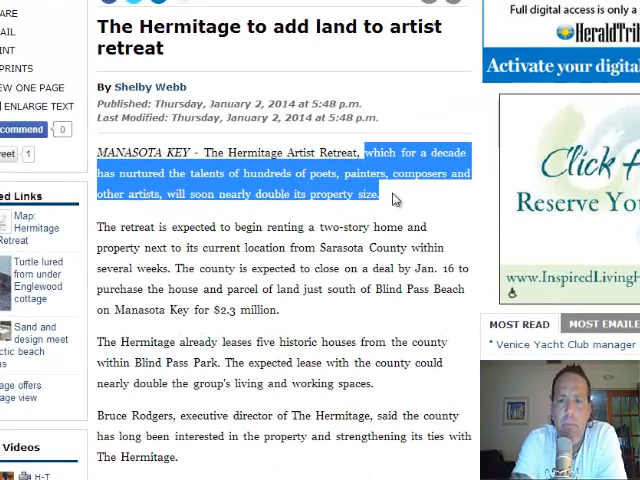 ARE
AIL
INT
PRINTS
EW ONE PAGE
ENLARGE TEXT
commend
0
weet
1
ed Links
Map:
Hermitage
Retreat
Turtle lured
from under
Englewood
cottage
Sand and
design meet
ctic beach
ge offers
ge view
Videos
H-T
The Hermitage to add land to artist
retreat
By Shelby Webb
Published: Thursday, January 2, 2014 at 5:48 p.m.
Last Modified: Thursday, January 2, 2014 at 5:48 p.m.
MANASOTA KEY - The Hermitage Artist Retreat, which for a decade
has nurtured the talents of hundreds of poets, painters, composers and
other artists, will soon nearly double its property size.
The retreat is expected to begin renting a two-story home and
property next to its current location from Sarasota County within
several weeks. The county is expected to close on a deal by Jan. 16 to
purchase the house and parcel of land just south of Blind Pass Beach
on Manasota Key for $2.3 million.
The Hermitage already leases five historic houses from the county
within Blind Pass Park. The expected lease with the county could
nearly double the group's living and working spaces.
Bruce Rodgers, executive director of The Hermitage, said the county
has long been interested in the property and strengthening its ties with
The Hermitage.
Full digital access is only a
HeraldTrib
Activate your digita
Click H
Reserve Your
www.InspiredLivingH
MOST READ
MOST EMAILE
Venice Yacht Club manager